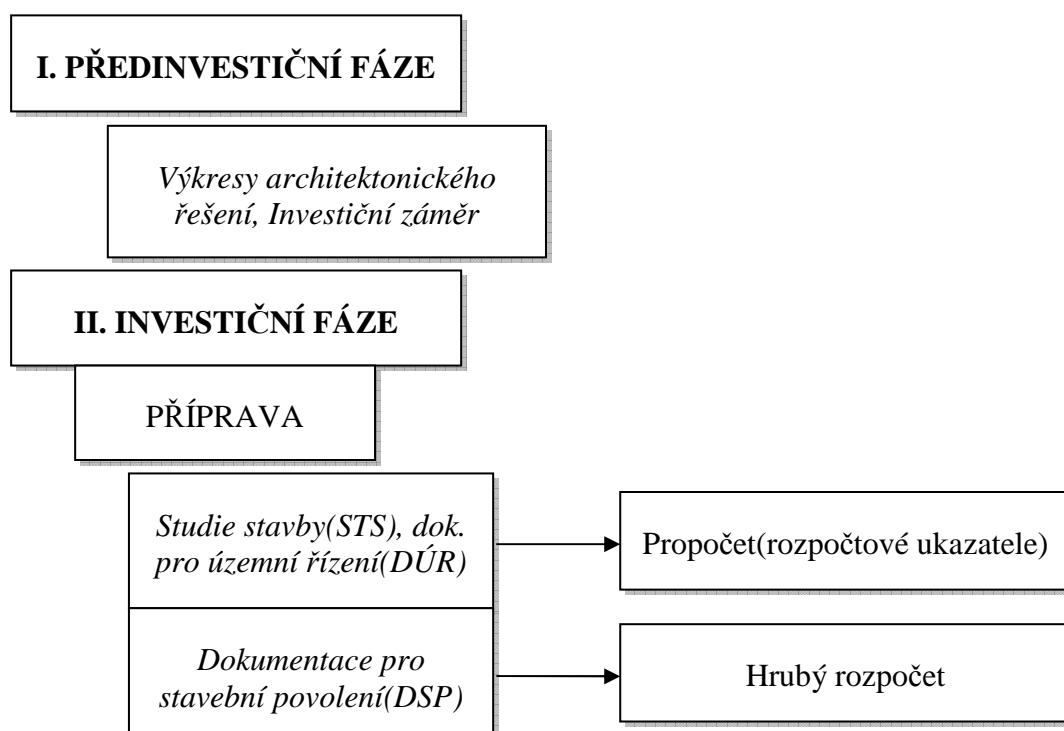 I. PŘEDINVESTIČNÍ FÁZE
Výkresy architektonického
řešení, Investiční záměr
II. INVESTIČNÍ FÁZE
PŘÍPRAVA
Studie stavby(STS), dok.
pro územní řízení(DÚR)
Propočet(rozpočtové ukazatele)
Dokumentace pro
stavební povolení(DSP)
Hrubý rozpočet